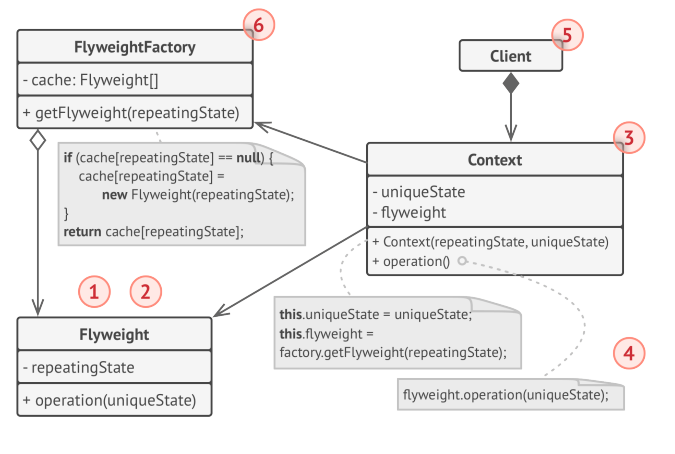 6
FlyweightFactory
- cache: Flyweight[]
+ getFlyweight(repeatingState)
if (cache[repeatingState] == null) {
cache[repeatingState] =
new Flyweight(repeatingState);
}
return cache[repeatingState];
5
Client
3
Context
- uniqueState
- flyweight
+ Context(repeatingState, uniqueState)
+ operation()
1
2
Flyweight
- repeatingState
+ operation(uniqueState)
this.uniqueState = uniqueState;
this.flyweight =
factory.getFlyweight(repeatingState);
4
flyweight.operation(uniqueState);